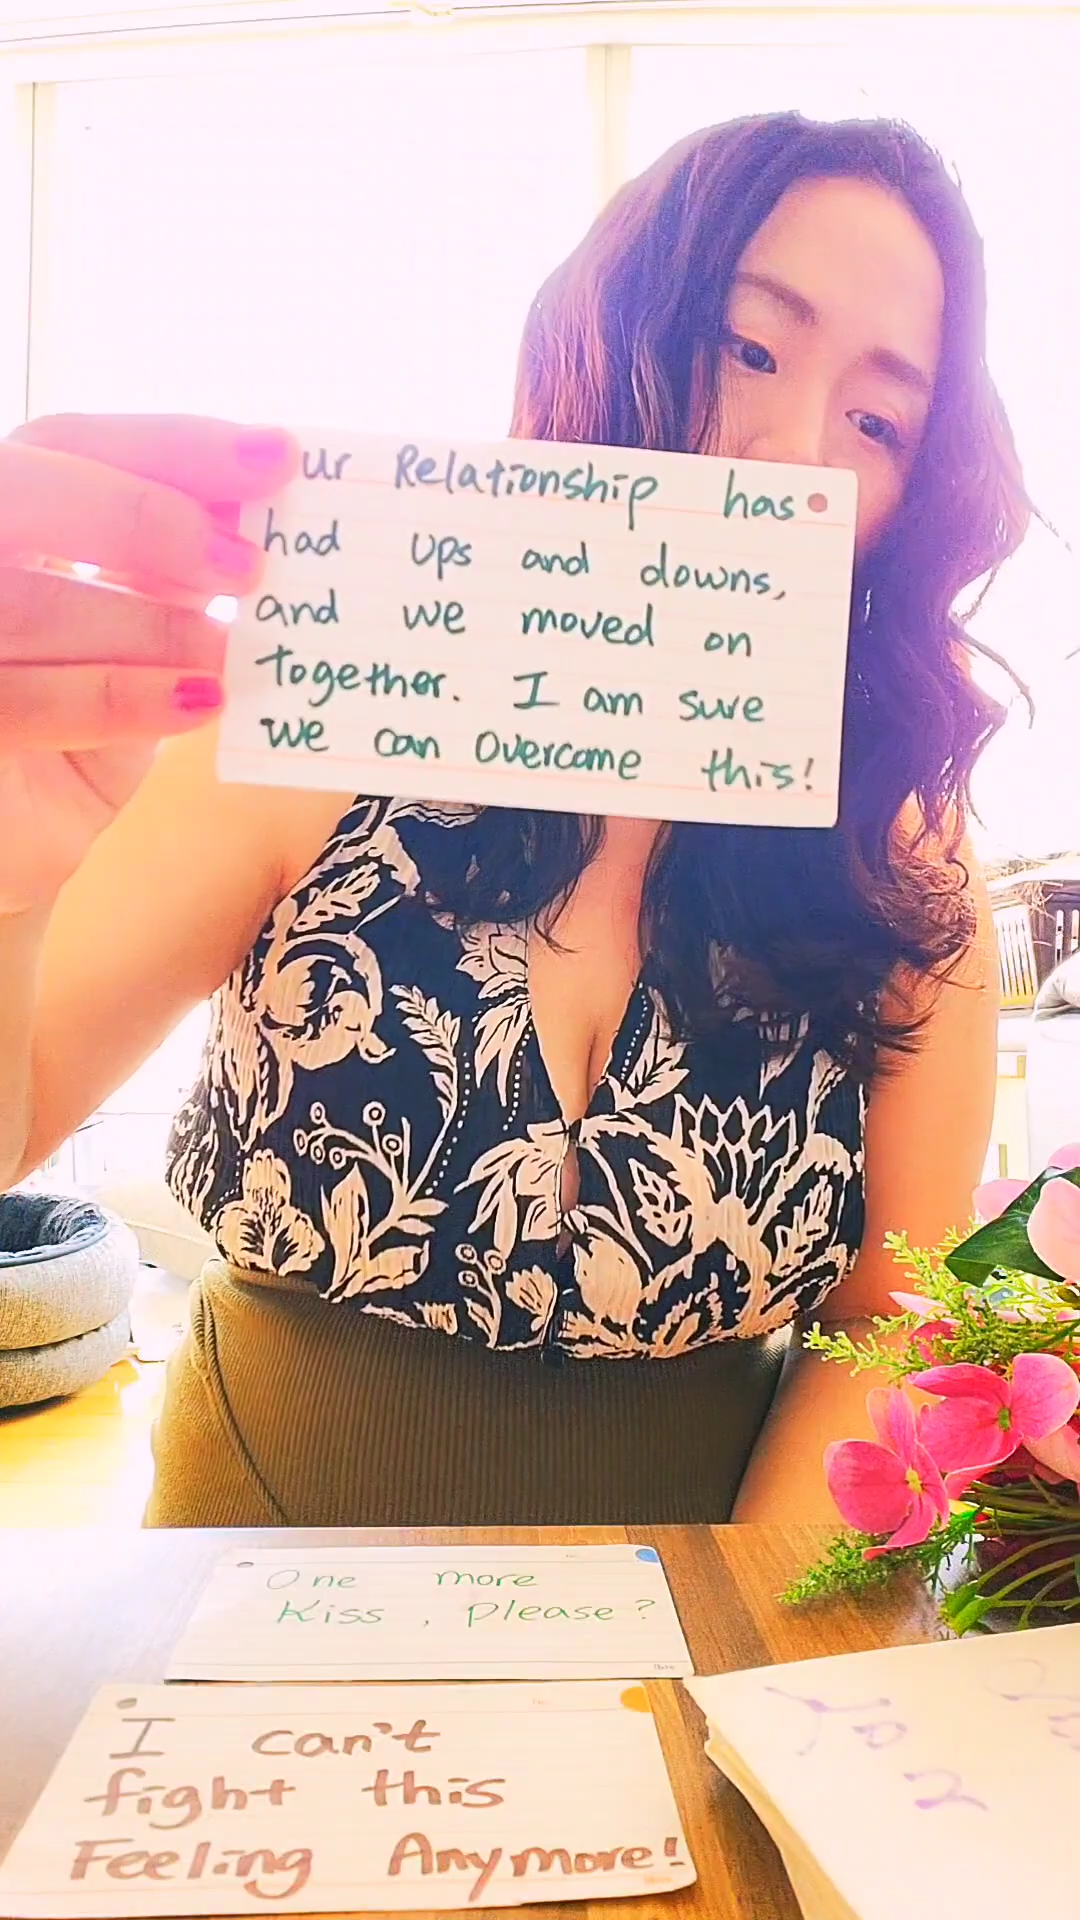 ur Relationship has
had ups and downs,
and we moved on
together. I am sure
we can overcome this!
One more
Kiss, please?
I can't
fight this
Feeling Anymore!
2